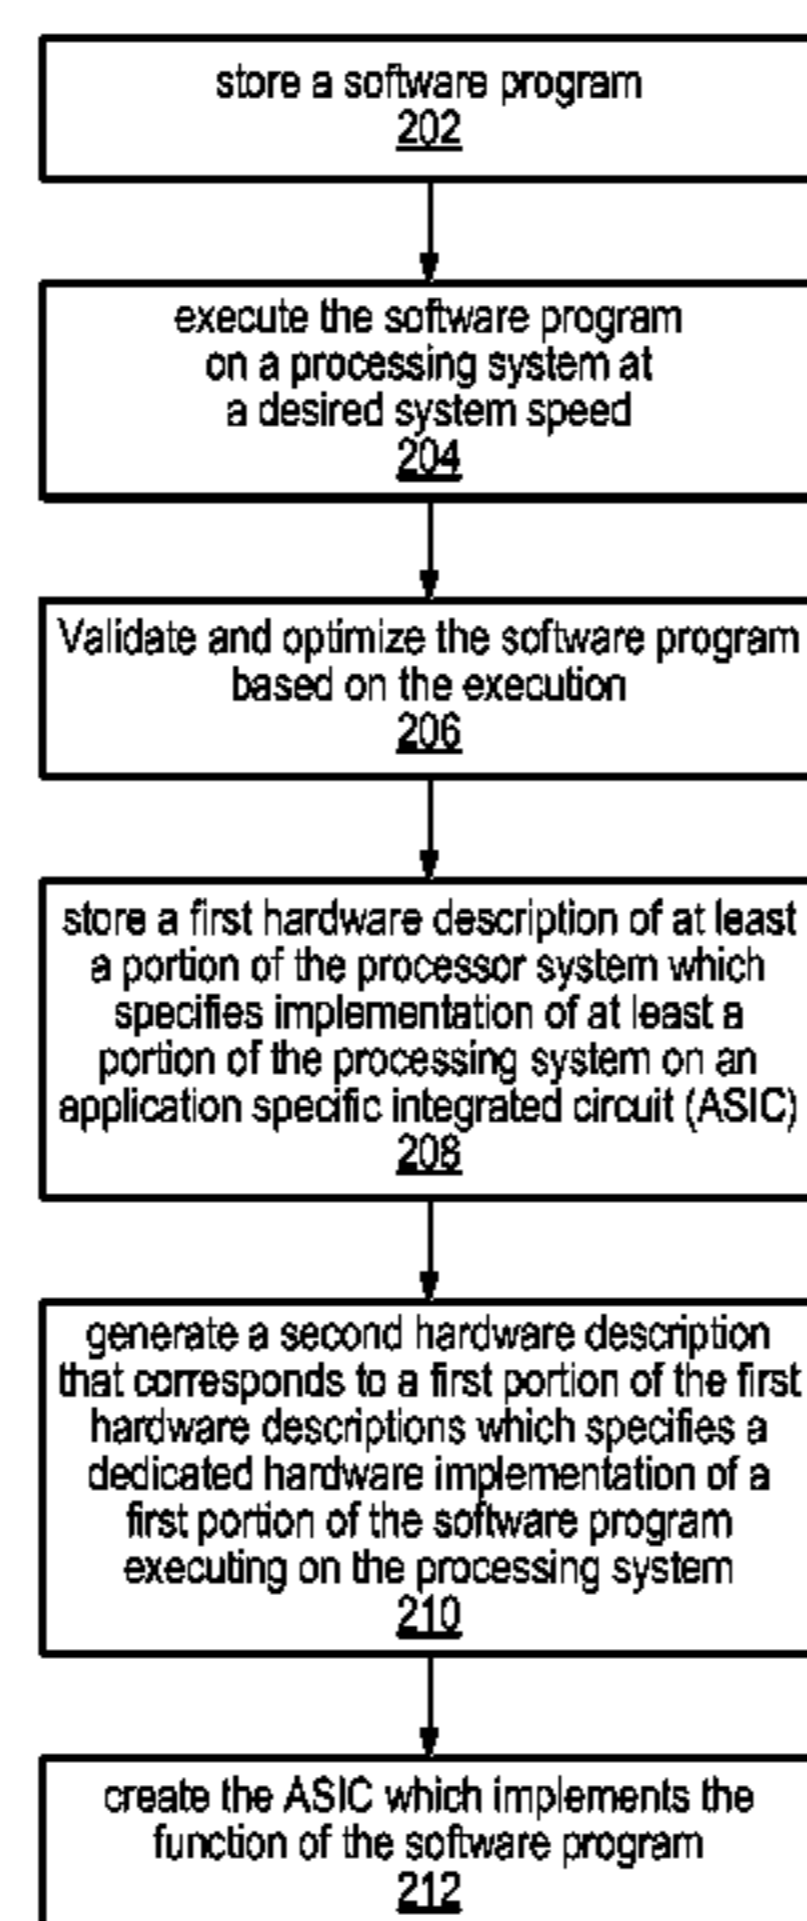 store a software program
202
execute the software program
on a processing system at
a desired system speed
204
Validate and optimize the software program
based on the execution
206
store a first hardware description of at least
a portion of the processor system which
specifies implementation of at least a
portion of the processing system on an
application specific integrated circuit (ASIC)
208
generate a second hardware description
that corresponds to a first portion of the first
hardware descriptions which specifies a
dedicated hardware implementation of a
first portion of the software program
executing on the processing system
210
create the ASIC which implements the
function of the software program
212